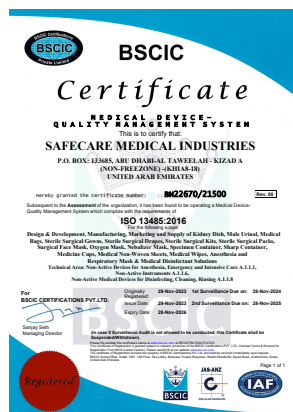 BSCIC Certifications
BSCIC
Private Limited
BSCIC
Certificate
MEDICAL DEVICE-
QUALITY MANAGEMENT SYSTEM
This is to certify that:
SAFECARE MEDICAL INDUSTRIES
P.O. BOX: 133685, ABU DHABI-AL TAWEELAH - KIZAD A
(NON-FREEZONE) -(KHIA8-18)
UNITED ARAB EMIRATES
Hereby granted the certificate Number: BN22670/21500 Rev. 00
Subsequent to the Assessment of the organization, it has been found to be operating a Medical Device-
Quality Management System which complies with the requirements of
ISO 13485:2016
For the following scope:
Design & Development, Manufacturing, Marketing and Supply of Kidney Dish, Male Urinal, Medical
Bags, Sterile Surgical Gowns, Sterile Surgical Drapes, Sterile Surgical Kits, Sterile Surgical Packs,
Surgical Face Mask, Oxygen Mask, Nebulizer Mask, Specimen Container, Sharp Container,
Medicine Cups, Medical Non-Woven Sheets, Medical Wipes, Anesthesia and
Respiratory Mask & Medical Disinfectant Solutions
Technical Area: Non-Active Devices for Anesthesia, Emergency and Intensive Care A.1.1.1,
Non-Active Instruments A.1.1.6,
Non-Active Medical Devices for Disinfecting, Cleaning, Rinsing A.1.1.8
For
BSCIC CERTIFICATIONS PVT.LTD.
Sanjay Seth
Managing Director
Originally Registered: 29-Nov-2023 1st Surveillance Due on: 28-Nov-2024
Issue Date: 29-Nov-2023 2nd Surveillance Due on: 28-Nov-2025
Expiry Date: 28-Nov-2026
(In case if Surveillance Audit is not allowed to be conducted, this Certificate shall be
Suspended/Withdrawn).
Page 1 of 1
Registered
BSCIC
JAS-ANZ
IAF